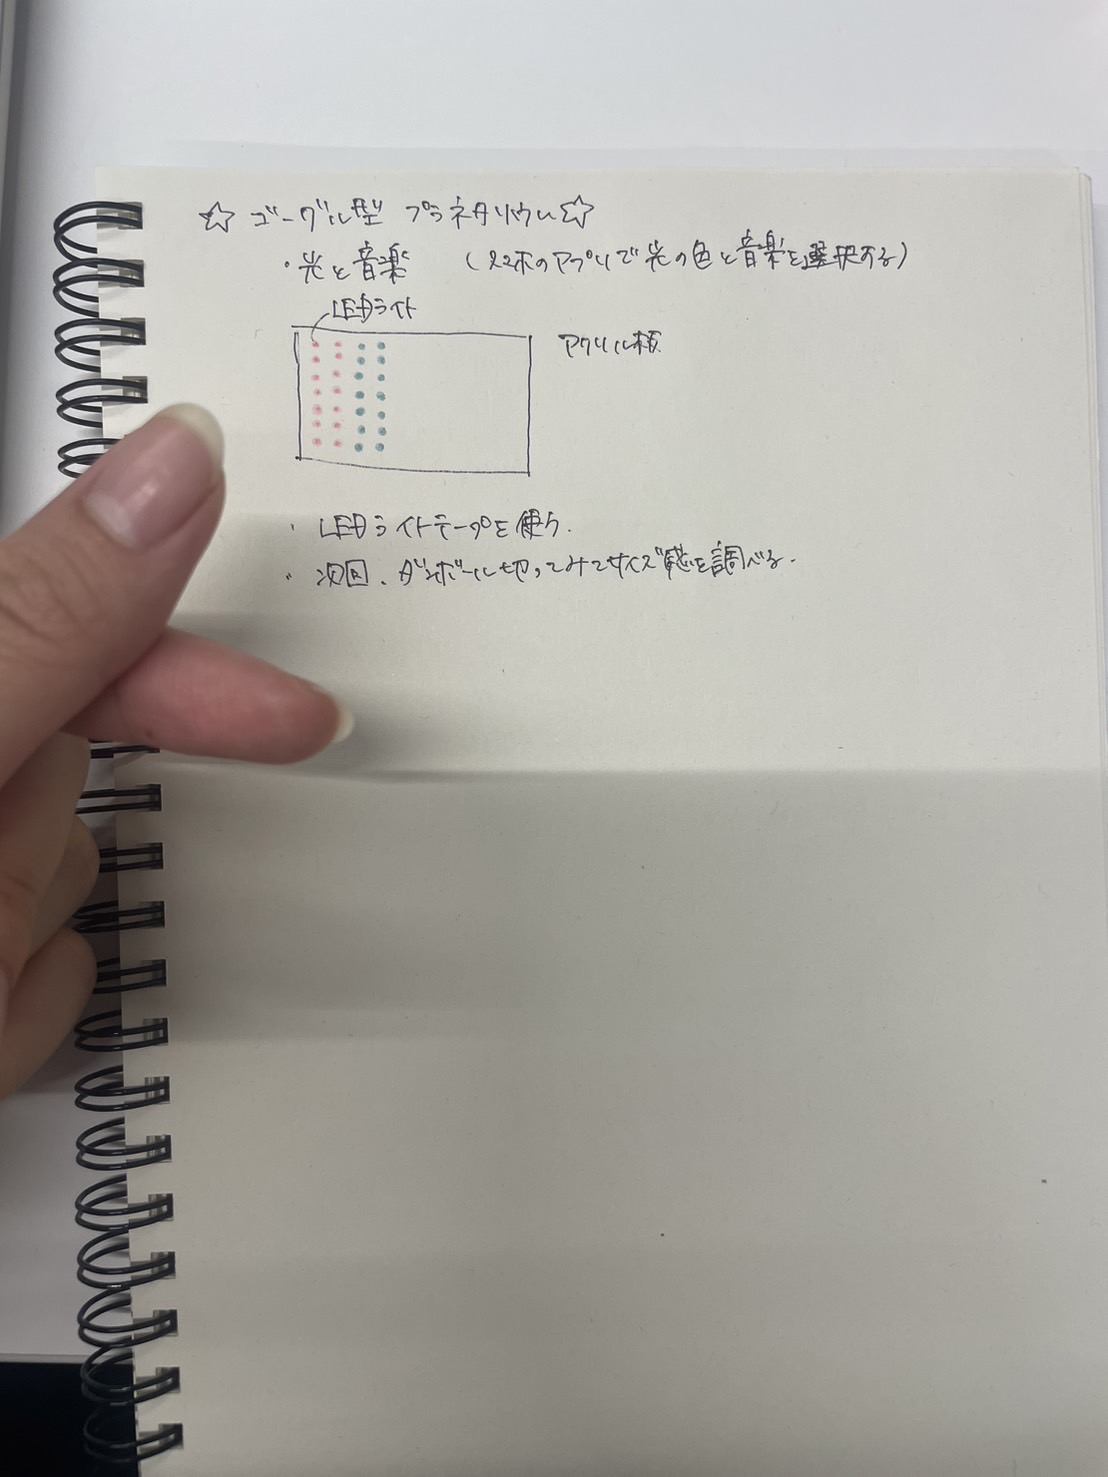 ☆ ゴーグル型 プラネタリウム☆
・光と音楽 (スマホのアプリで光の色と音楽を選択する)
LEDライト
アクリル板
・LEDライトテープを使う.
・次回、ダンボール切ってみてサイズ感を調べる.